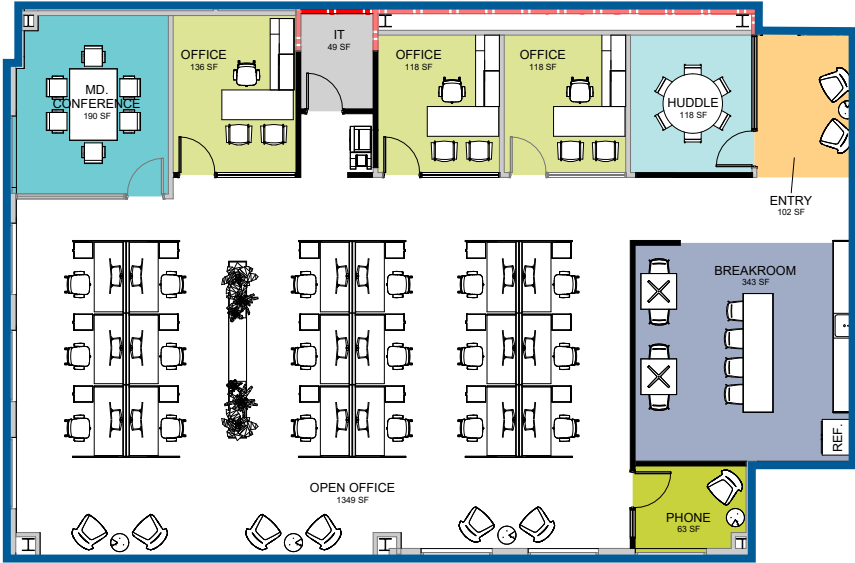 MD.
CONFERENCE
190 SF
OFFICE
136 SF
IT
49 SF
OFFICE
118 SF
OFFICE
118 SF
HUDDLE
118 SF
ENTRY
102 SF
BREAKROOM
343 SF
REF.
OPEN OFFICE
1349 SF
PHONE
63 SF